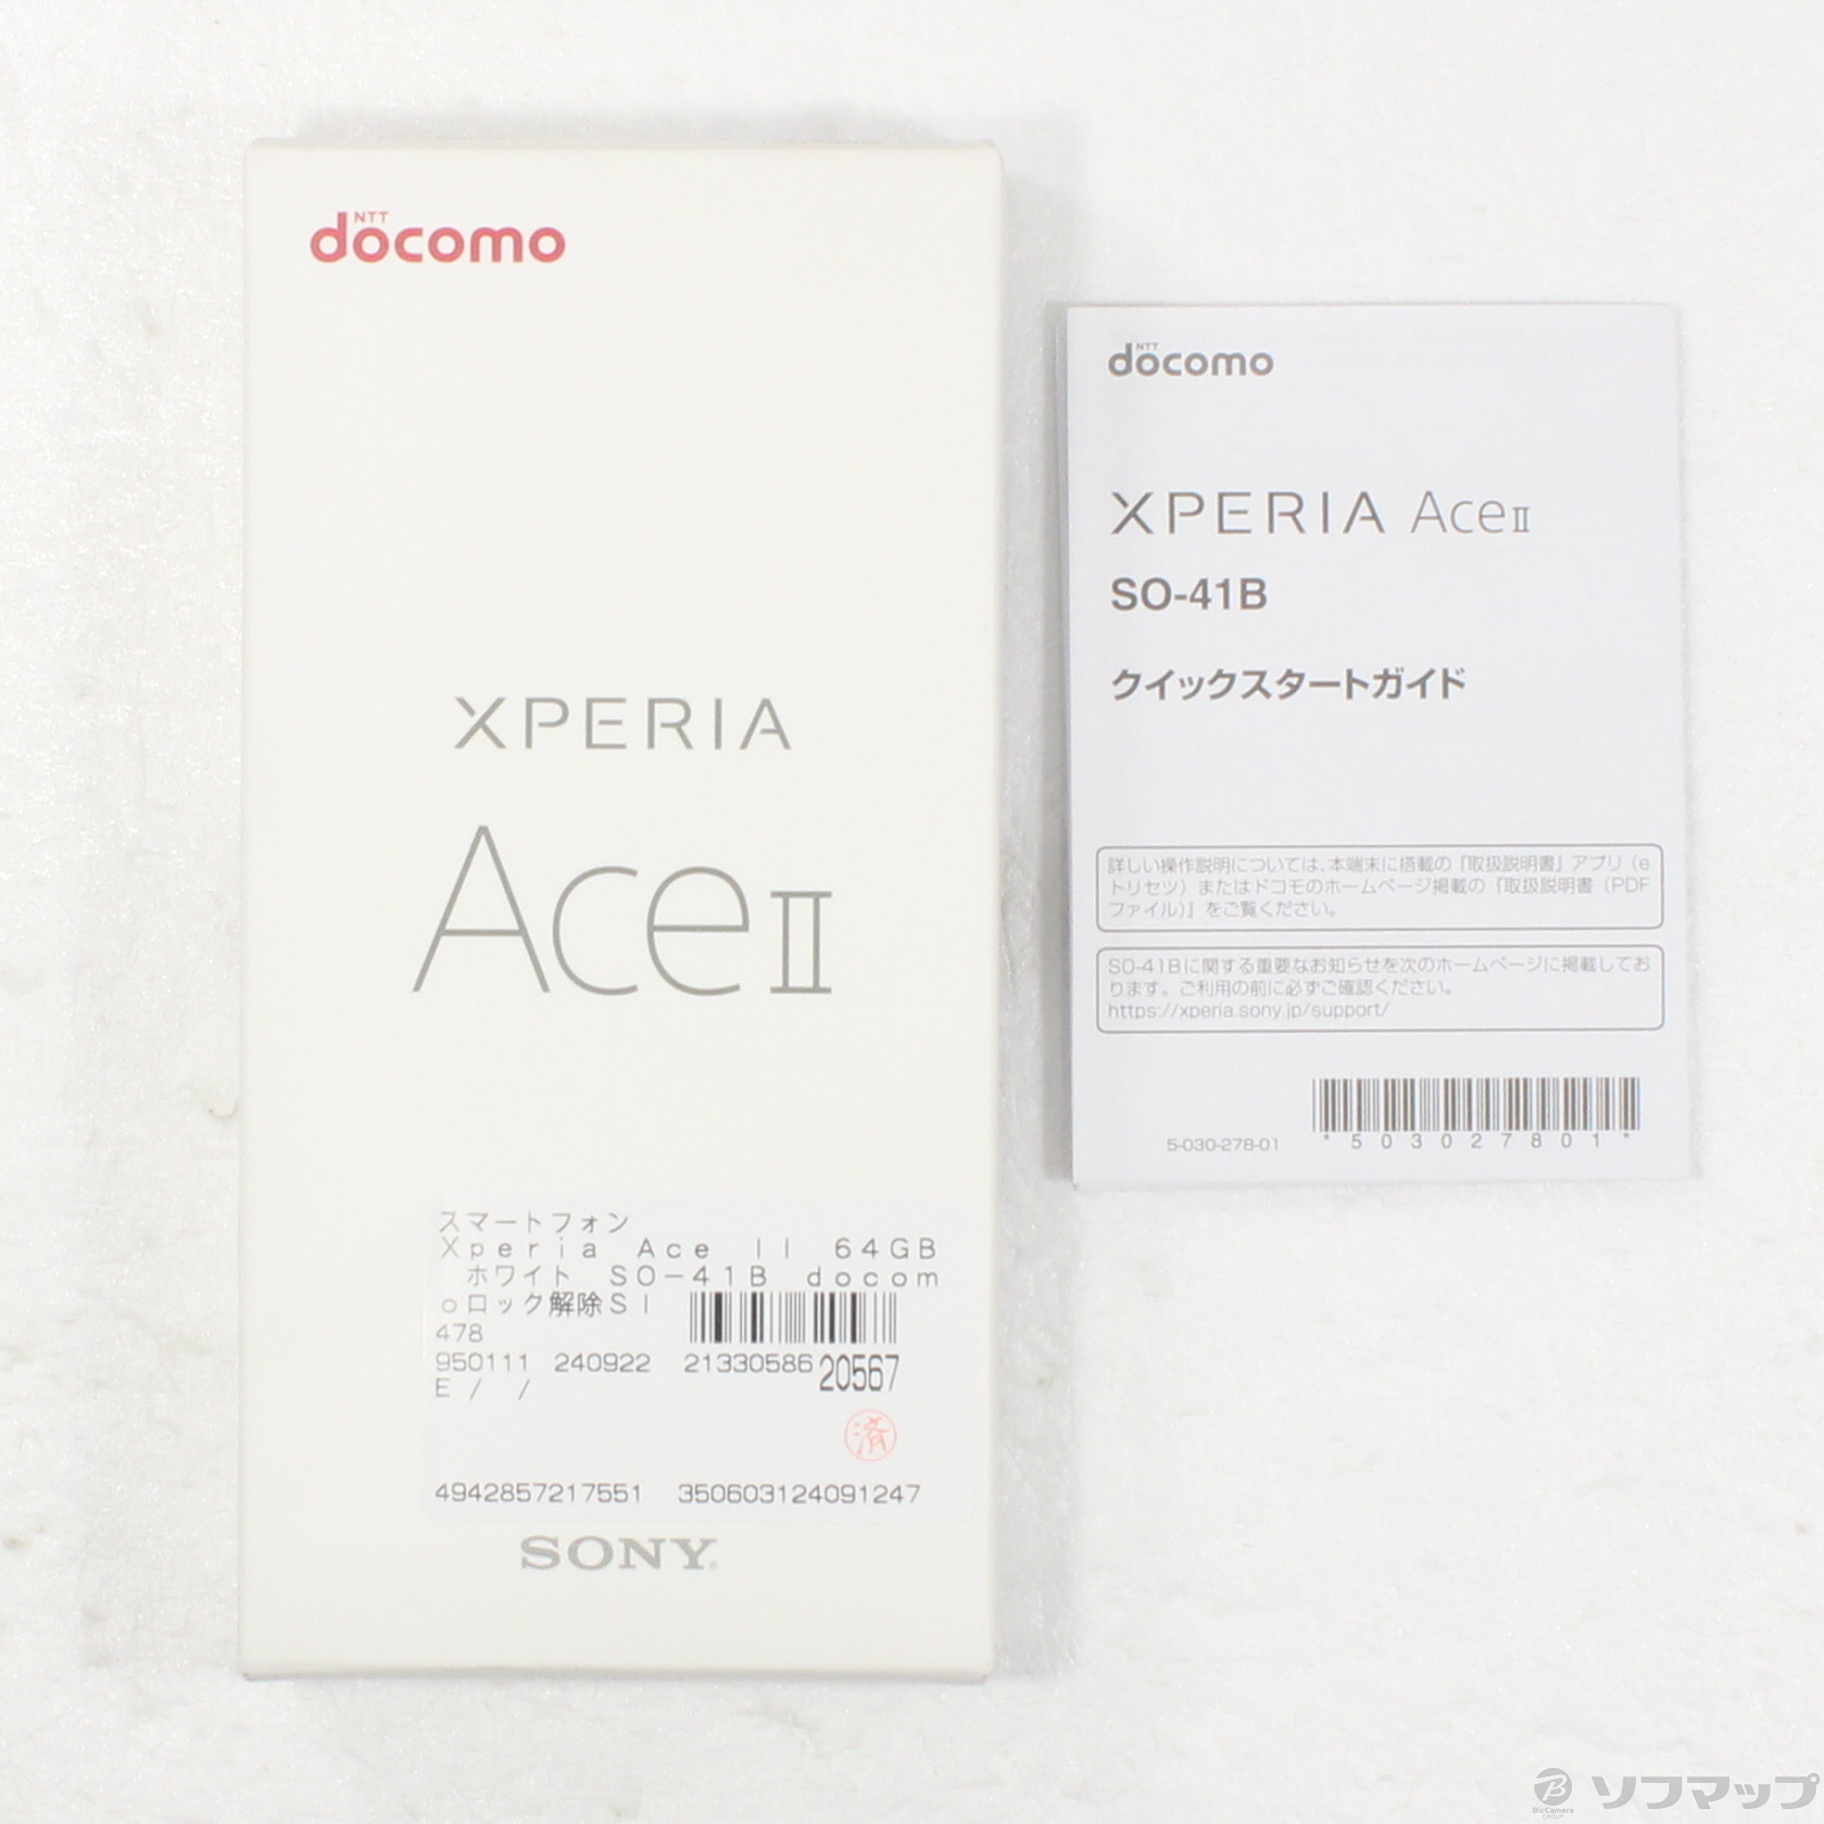 NTT
docomo
XPERIA
Ace II
スマートフォン
Xperia Ace II 64GB
ホワイト SO-41B docom
oロック解除SI
478
950111 240922 21330586 20567
E / /
済
4942857217551 350603124091247
SONY
NTT
docomo
XPERIA Ace II
SO-41B
クイックスタートガイド
詳しい操作説明については、本端末に搭載の「取扱説明書」アプリ（e
トリセツ）またはドコモのホームページ掲載の「取扱説明書（PDF
ファイル）」をご覧ください。
SO-41Bに関する重要なお知らせを次のホームページに掲載してお
ります。ご利用の前に必ずご確認ください。
https://xperia.sony.jp/support/
5-030-278-01
*503027801*
BicCamera
GROUP
ソフマップ